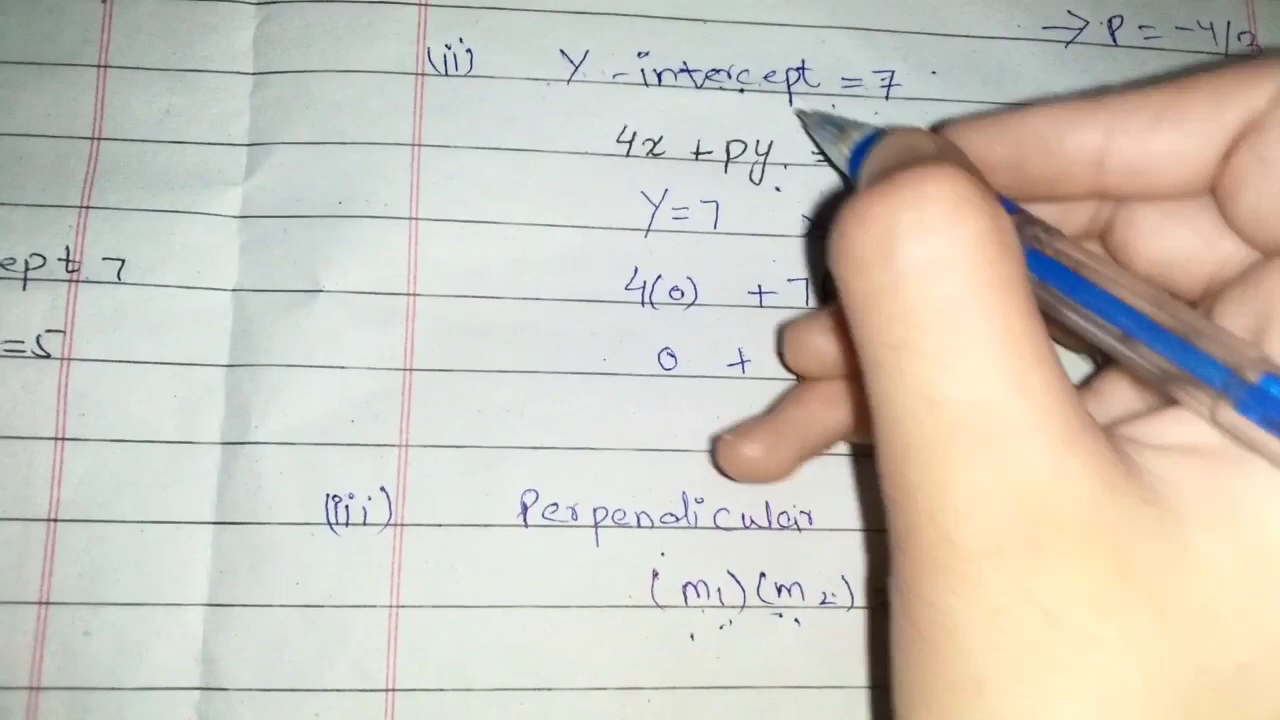 → P = -4/3
(ii) Y-intercept = 7
4x + py =
Y = 7
ept 7
4(0) + 7
= 5
0 +
(iii) Perpendicular
(m1)(m2)